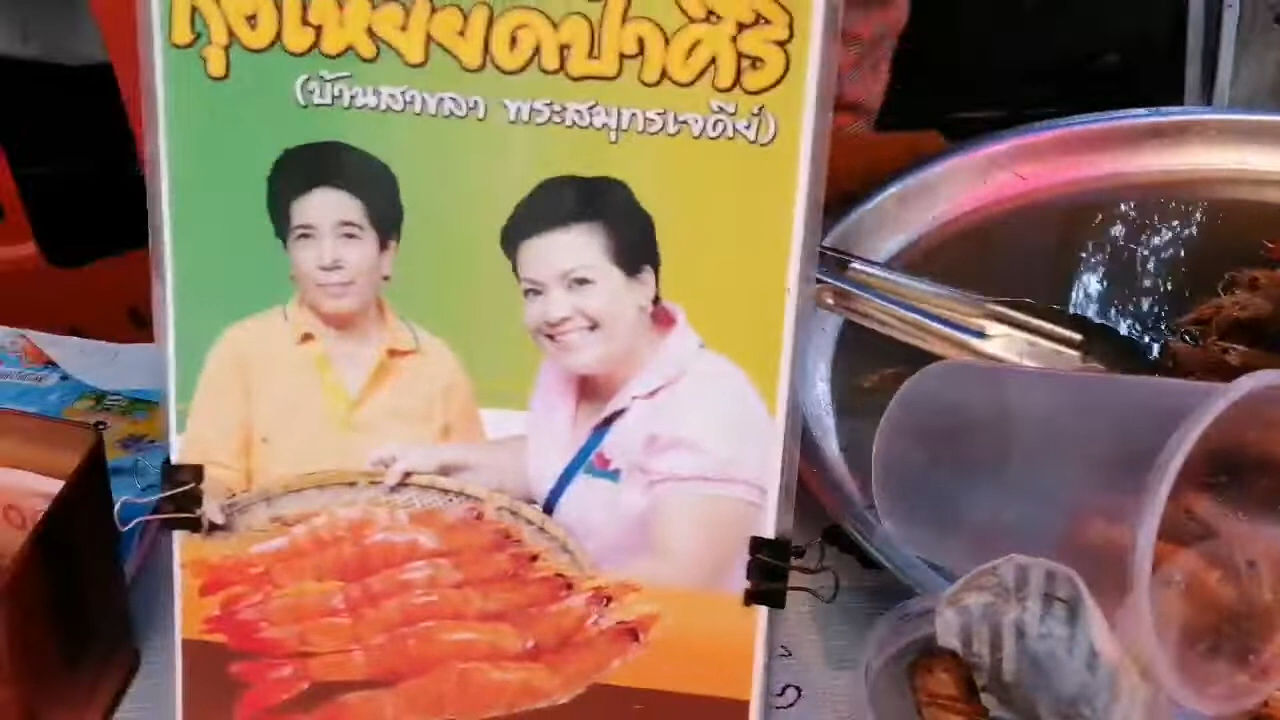 กุ้งเหยียดป่าศิริ
(บ้านสาขลา พระสมุทรเจดีย์)